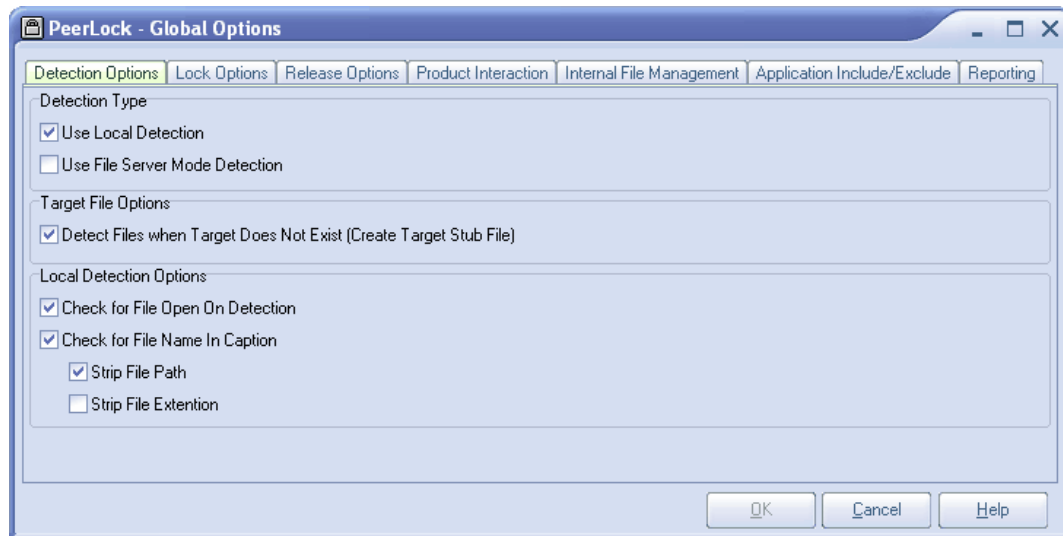 PeerLock - Global Options
Detection Options Lock Options Release Options Product Interaction Internal File Management Application Include/Exclude Reporting
Detection Type
Use Local Detection
Use File Server Mode Detection
Target File Options
Detect Files when Target Does Not Exist (Create Target Stub File)
Local Detection Options
Check for File Open On Detection
Check for File Name In Caption
Strip File Path
Strip File Extention
OK Cancel Help